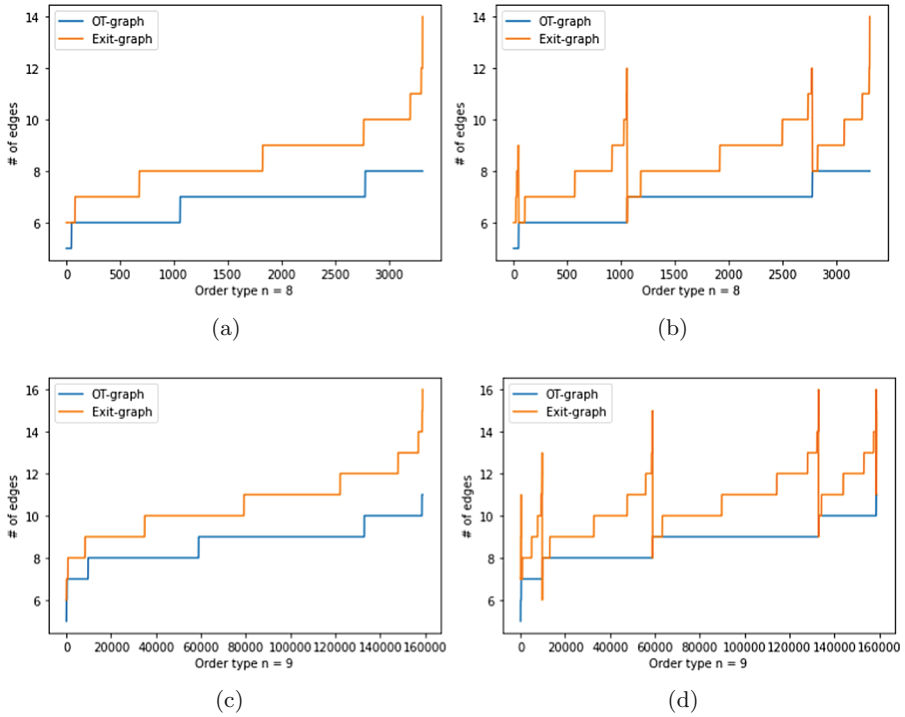 14
12
10
8
6
# of edges
OT-graph
Exit-graph
0 500 1000 1500 2000 2500 3000
Order type n = 8
(a)
14
12
10
8
6
# of edges
OT-graph
Exit-graph
0 500 1000 1500 2000 2500 3000
Order type n = 8
(b)
16
14
12
10
8
6
# of edges
OT-graph
Exit-graph
0 20000 40000 60000 80000 100000 120000 140000 160000
Order type n = 9
(c)
16
14
12
10
8
6
# of edges
OT-graph
Exit-graph
0 20000 40000 60000 80000 100000 120000 140000 160000
Order type n = 9
(d)